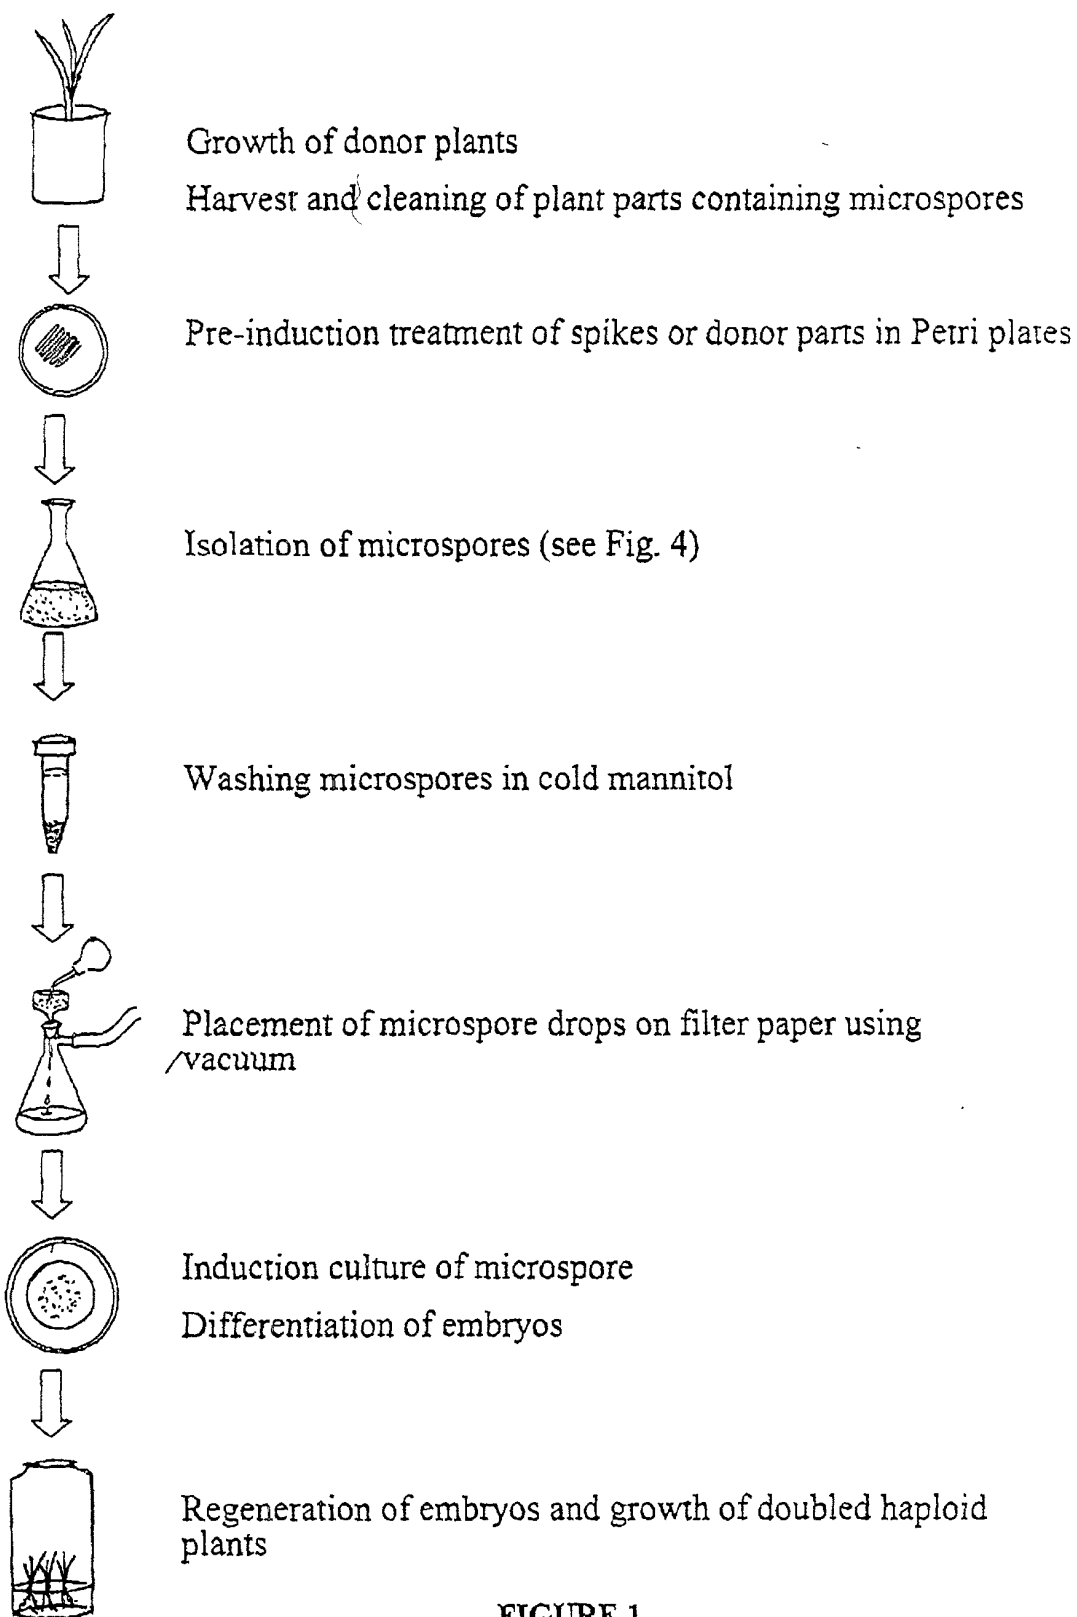 Growth of donor plants
Harvest and cleaning of plant parts containing microspores
Pre-induction treatment of spikes or donor parts in Petri plates
Isolation of microspores (see Fig. 4)
Washing microspores in cold mannitol
Placement of microspore drops on filter paper using
vacuum
Induction culture of microspore
Differentiation of embryos
Regeneration of embryos and growth of doubled haploid
plants
FIGURE 1